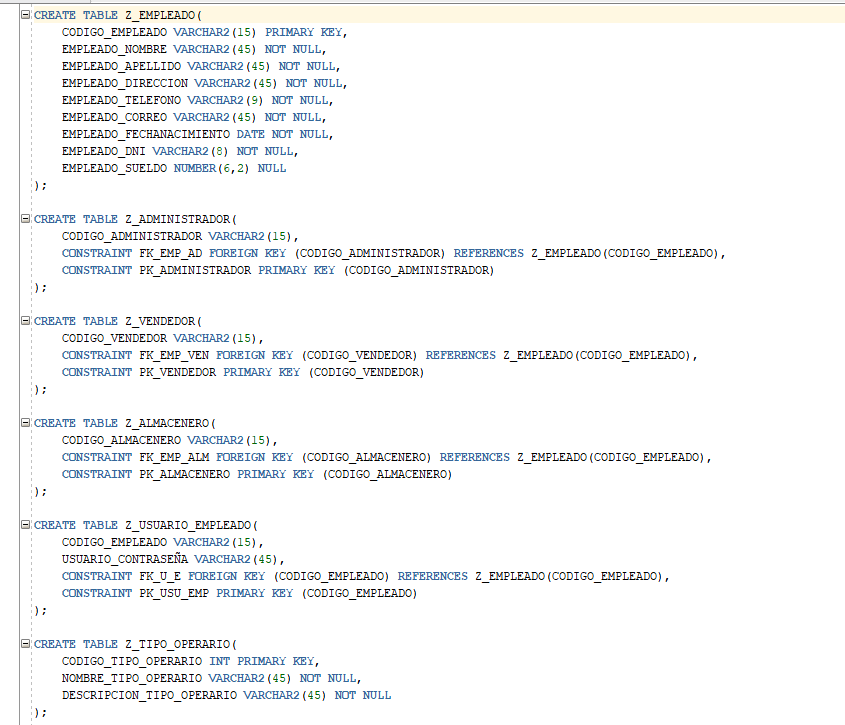 CREATE TABLE Z_EMPLEADO(
CODIGO_EMPLEADO VARCHAR2(15) PRIMARY KEY,
EMPLEADO_NOMBRE VARCHAR2(45) NOT NULL,
EMPLEADO_APELLIDO VARCHAR2(45) NOT NULL,
EMPLEADO_DIRECCION VARCHAR2(45) NOT NULL,
EMPLEADO_TELEFONO VARCHAR2(9) NOT NULL,
EMPLEADO_CORREO VARCHAR2(45) NOT NULL,
EMPLEADO_FECHANACIMIENTO DATE NOT NULL,
EMPLEADO_DNI VARCHAR2(8) NOT NULL,
EMPLEADO_SUELDO NUMBER(6,2) NULL
);
CREATE TABLE Z_ADMINISTRADOR(
CODIGO_ADMINISTRADOR VARCHAR2(15),
CONSTRAINT FK_EMP_AD FOREIGN KEY (CODIGO_ADMINISTRADOR) REFERENCES Z_EMPLEADO(CODIGO_EMPLEADO),
CONSTRAINT PK_ADMINISTRADOR PRIMARY KEY (CODIGO_ADMINISTRADOR)
);
CREATE TABLE Z_VENDEDOR(
CODIGO_VENDEDOR VARCHAR2(15),
CONSTRAINT FK_EMP_VEN FOREIGN KEY (CODIGO_VENDEDOR) REFERENCES Z_EMPLEADO(CODIGO_EMPLEADO),
CONSTRAINT PK_VENDEDOR PRIMARY KEY (CODIGO_VENDEDOR)
);
CREATE TABLE Z_ALMACENERO(
CODIGO_ALMACENERO VARCHAR2(15),
CONSTRAINT FK_EMP_ALM FOREIGN KEY (CODIGO_ALMACENERO) REFERENCES Z_EMPLEADO(CODIGO_EMPLEADO),
CONSTRAINT PK_ALMACENERO PRIMARY KEY (CODIGO_ALMACENERO)
);
CREATE TABLE Z_USUARIO_EMPLEADO(
CODIGO_EMPLEADO VARCHAR2(15),
USUARIO_CONTRASEÑA VARCHAR2(45),
CONSTRAINT FK_U_E FOREIGN KEY (CODIGO_EMPLEADO) REFERENCES Z_EMPLEADO(CODIGO_EMPLEADO),
CONSTRAINT PK_USU_EMP PRIMARY KEY (CODIGO_EMPLEADO)
);
CREATE TABLE Z_TIPO_OPERARIO(
CODIGO_TIPO_OPERARIO INT PRIMARY KEY,
NOMBRE_TIPO_OPERARIO VARCHAR2(45) NOT NULL,
DESCRIPCION_TIPO_OPERARIO VARCHAR2(45) NOT NULL
);